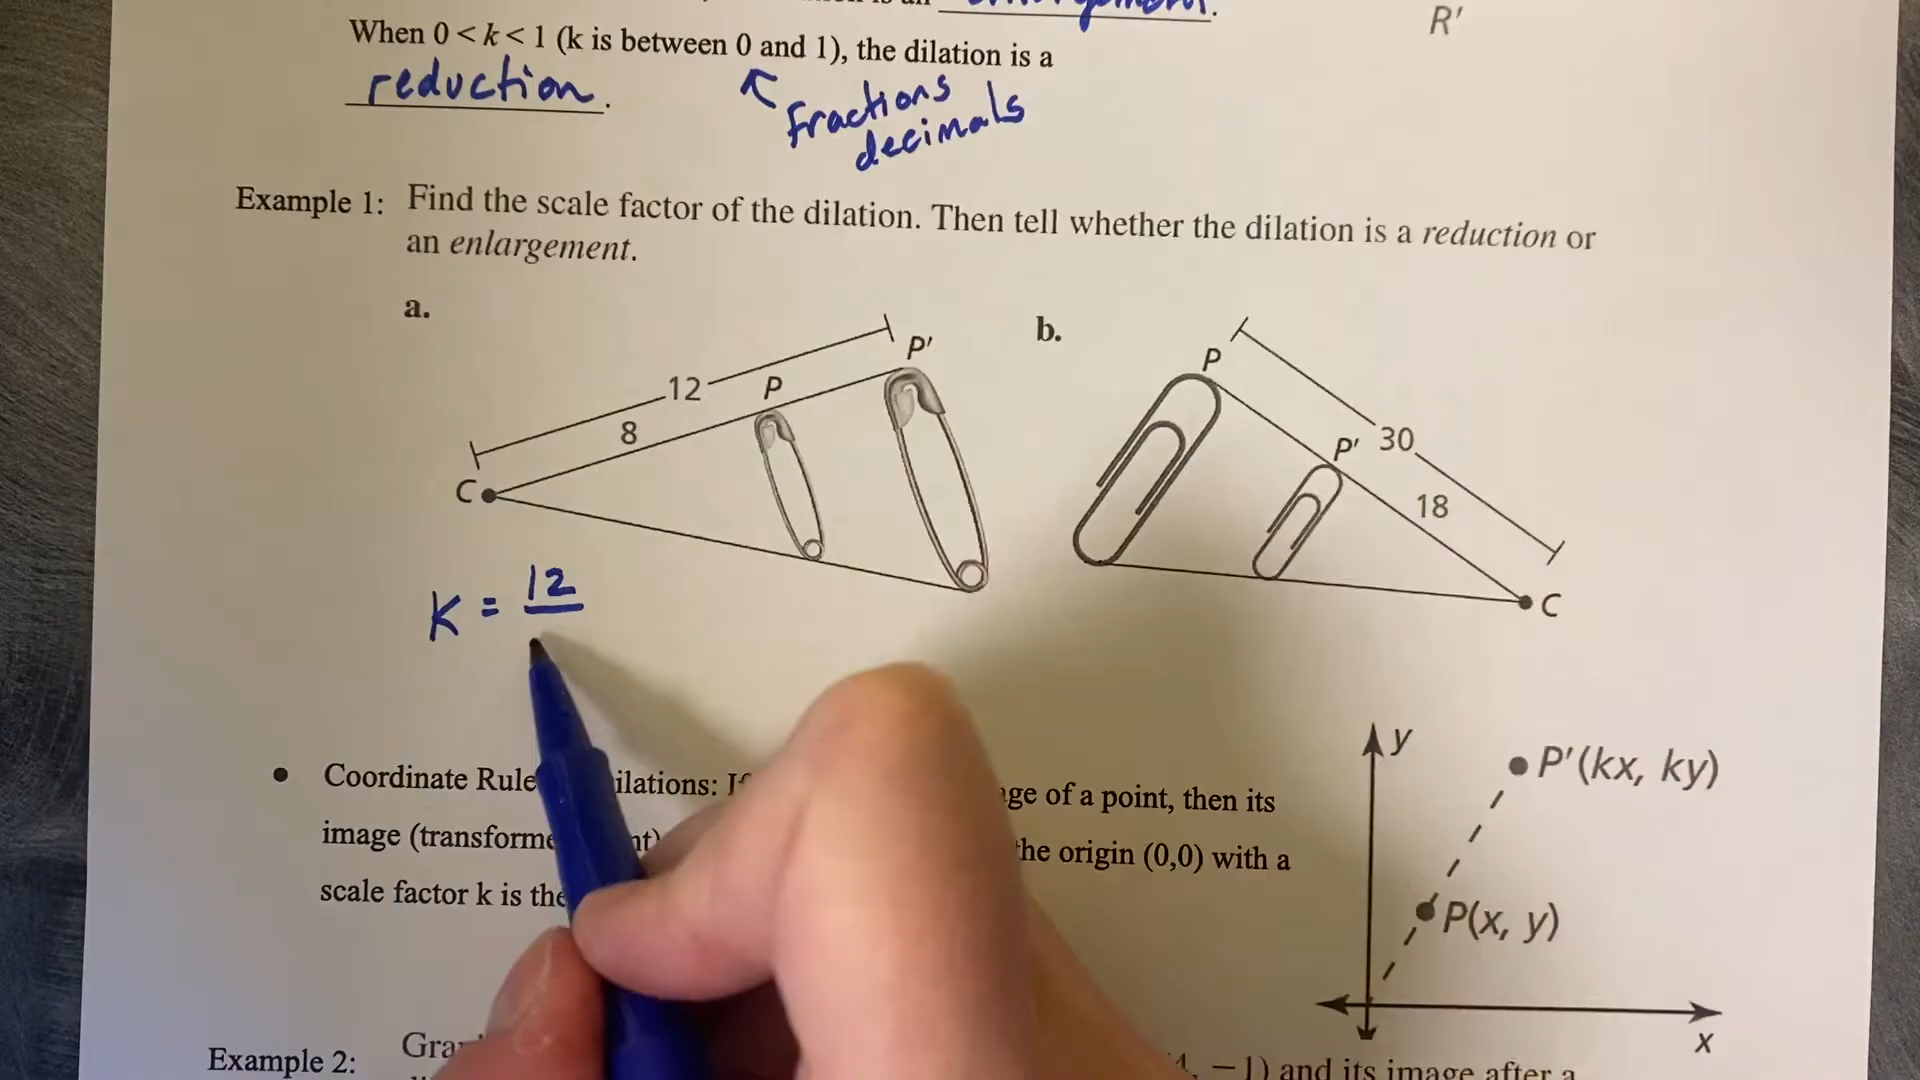 When 0 < k < 1 (k is between 0 and 1), the dilation is a
reduction.
fractions
decimals
R'
Example 1: Find the scale factor of the dilation. Then tell whether the dilation is a reduction or
an enlargement.
a.
12
P
P'
8
C
K = 12
b.
P
P'
30
18
C
• Coordinate Rule ilations: I
ge of a point, then its
image (transforme
he origin (0,0) with a
scale factor k is the
y
P'(kx, ky)
P(x, y)
x
Example 2: Gra
−1) and its image after a